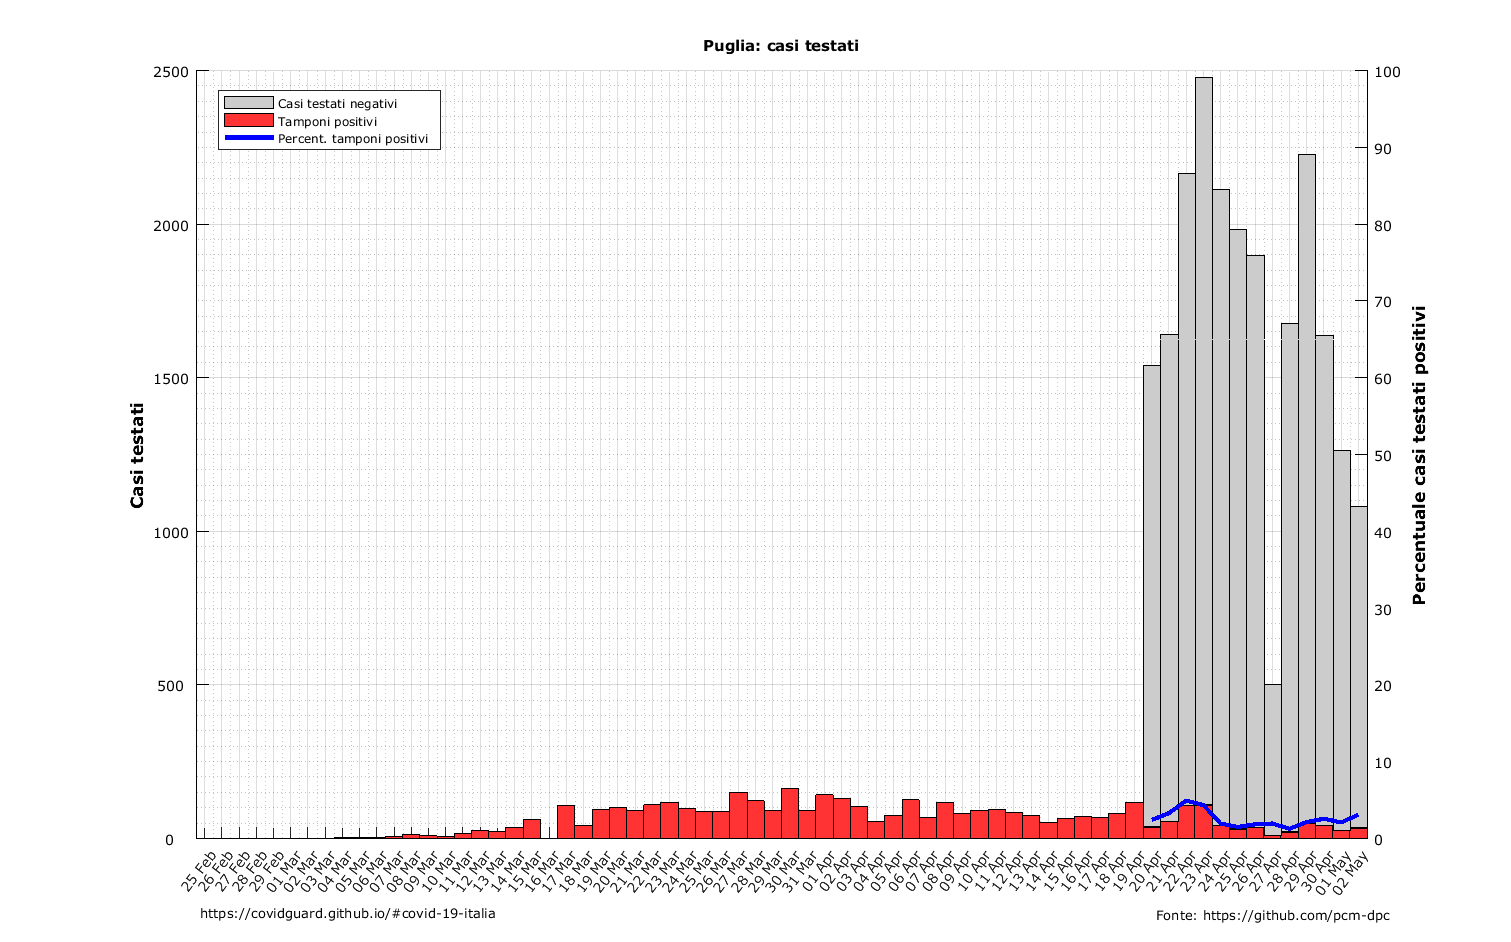 Puglia: casi testati
Casi testati negativi
Tamponi positivi
Percent. tamponi positivi
Casi testati
2500
2000
1500
1000
500
0
100
90
80
70
60
50
40
30
20
10
0
Percentuale casi testati positivi
25 Feb
26 Feb
27 Feb
28 Feb
29 Feb
01 Mar
02 Mar
03 Mar
04 Mar
05 Mar
06 Mar
07 Mar
08 Mar
09 Mar
10 Mar
11 Mar
12 Mar
13 Mar
14 Mar
15 Mar
16 Mar
17 Mar
18 Mar
19 Mar
20 Mar
21 Mar
22 Mar
23 Mar
24 Mar
25 Mar
26 Mar
27 Mar
28 Mar
29 Mar
30 Mar
31 Mar
01 Apr
02 Apr
03 Apr
04 Apr
05 Apr
06 Apr
07 Apr
08 Apr
09 Apr
10 Apr
11 Apr
12 Apr
13 Apr
14 Apr
15 Apr
16 Apr
17 Apr
18 Apr
19 Apr
20 Apr
21 Apr
22 Apr
23 Apr
24 Apr
25 Apr
26 Apr
27 Apr
28 Apr
29 Apr
30 Apr
01 May
02 May
https://covidguard.github.io/#covid-19-italia
Fonte: https://github.com/pcm-dpc